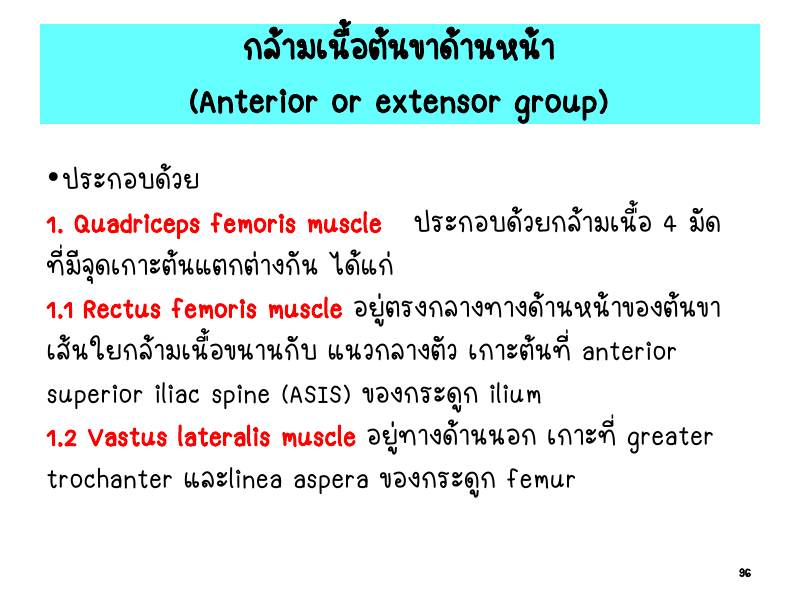 กล้ามเนื้อต้นขาด้านหน้า
(Anterior or extensor group)
•ประกอบด้วย
1. Quadriceps femoris muscle ประกอบด้วยกล้ามเนื้อ 4 มัด
ที่มีจุดเกาะต้นแตกต่างกัน ได้แก่
1.1 Rectus femoris muscle อยู่ตรงกลางทางด้านหน้าของต้นขา
เส้นใยกล้ามเนื้อขนานกับ แนวกลางตัว เกาะต้นที่ anterior
superior iliac spine (ASIS) ของกระดูก ilium
1.2 Vastus lateralis muscle อยู่ทางด้านนอก เกาะที่ greater
trochanter และlinea aspera ของกระดูก femur
96